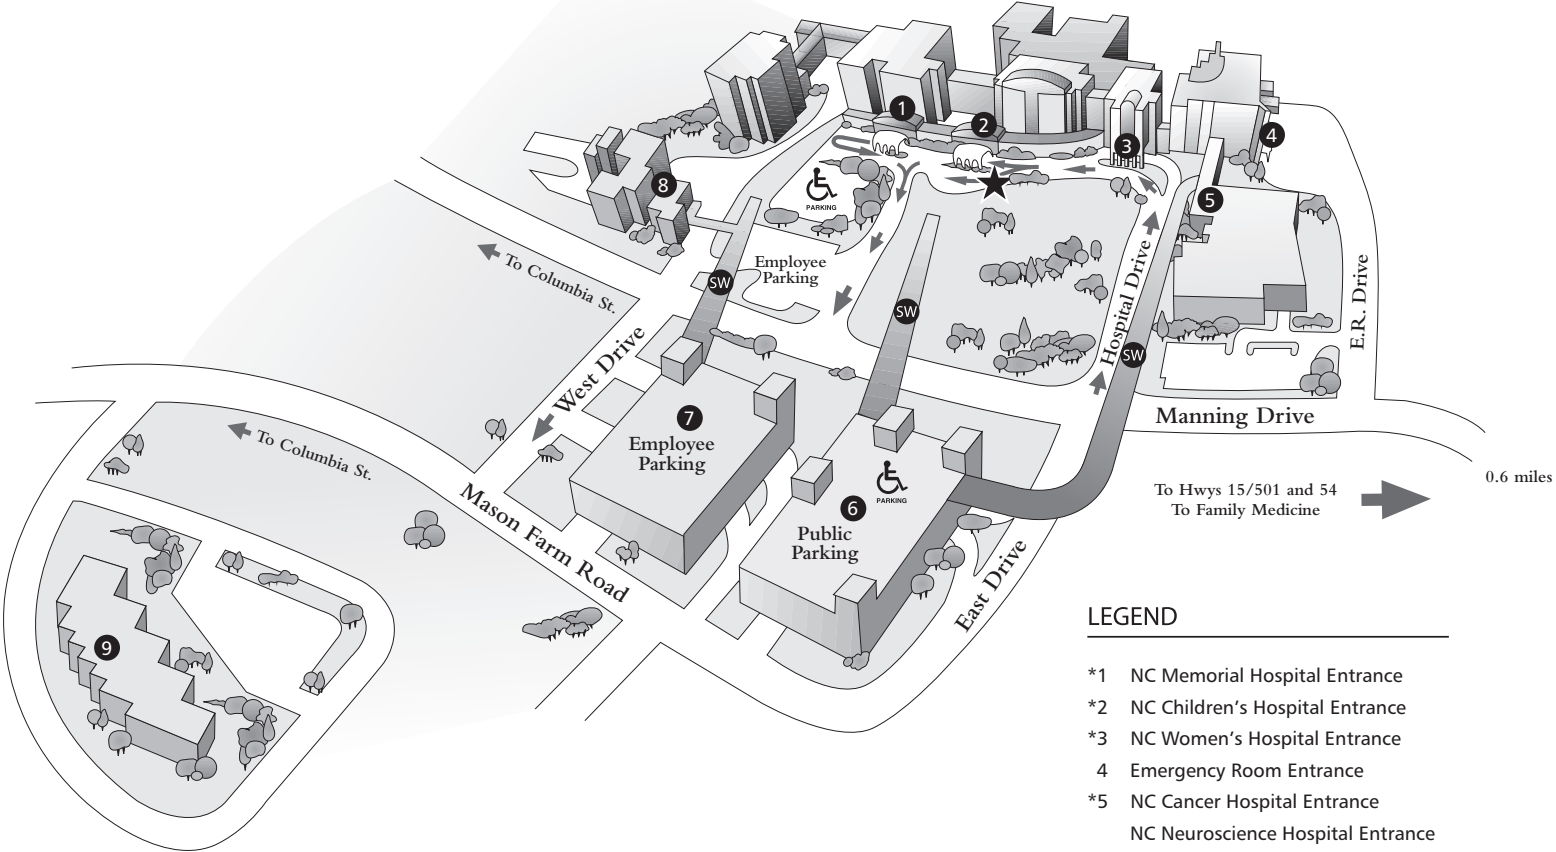 1
2
3
4
8
5
PARKING
Employee
Parking
To Columbia St.
SW
SW
SW
Hospital Drive
E.R. Drive
West Drive
To Columbia St.
7
Employee
Parking
Manning Drive
0.6 miles
To Hwys 15/501 and 54
To Family Medicine
PARKING
6
Public
Parking
Mason Farm Road
East Drive
9
LEGEND
*1 NC Memorial Hospital Entrance
*2 NC Children's Hospital Entrance
*3 NC Women's Hospital Entrance
4 Emergency Room Entrance
*5 NC Cancer Hospital Entrance
NC Neuroscience Hospital Entrance